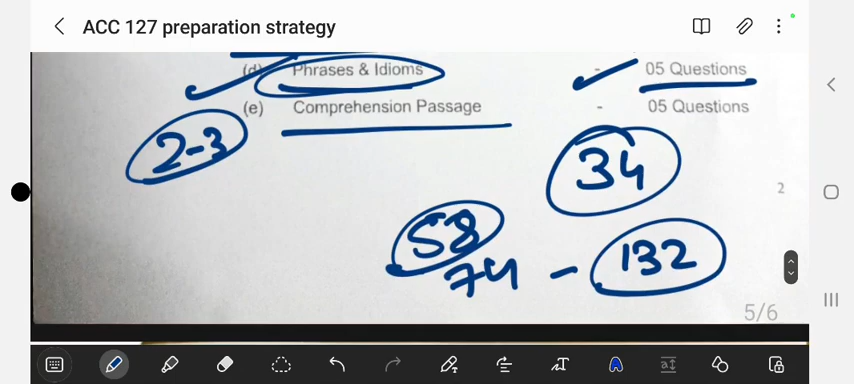 ACC 127 preparation strategy
(d) Phrases & Idioms - 05 Questions
(e) Comprehension Passage - 05 Questions
2-3
34
2
58
74 - 132
5/6